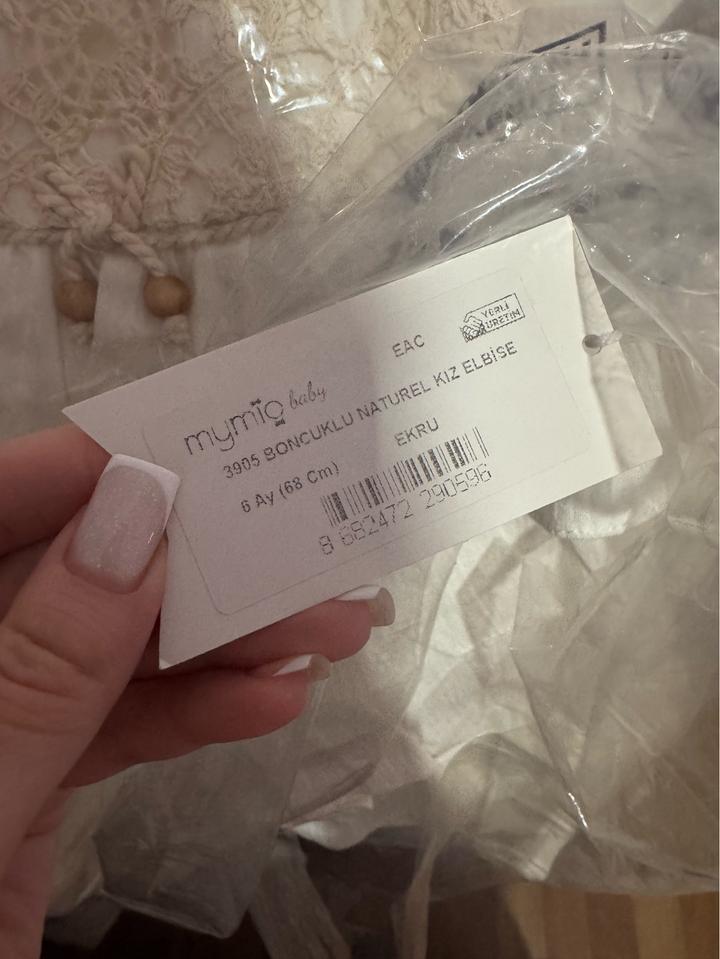 YERLİ
ÜRETİM
EAC
mymio baby
3905 BONCUKLU NATUREL KIZ ELBİSE
EKRU
6 Ay (68 Cm)
8 682472 290596